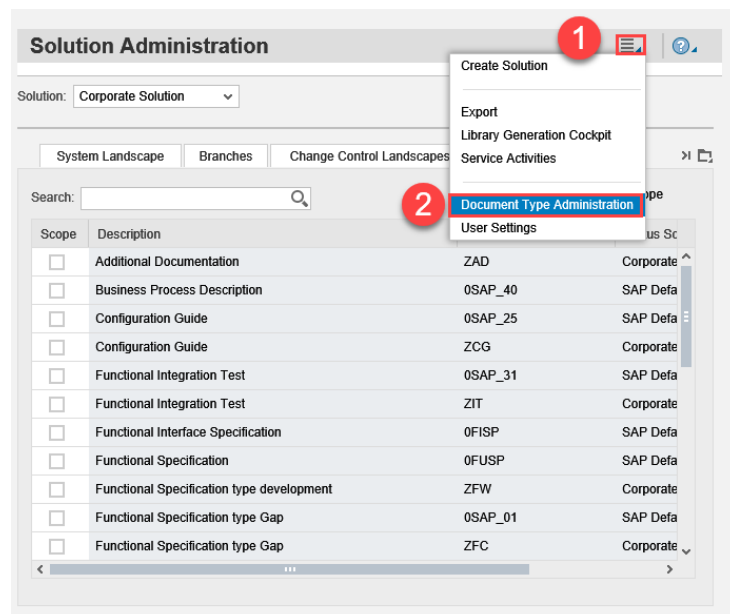 Solution Administration
1
Create Solution
Solution: Corporate Solution
Export
Library Generation Cockpit
System Landscape Branches Change Control Landscapes Service Activities
Search:
2
Document Type Administration
User Settings
Scope Description
Additional Documentation ZAD Corporate
Business Process Description 0SAP_40 SAP Defa
Configuration Guide 0SAP_25 SAP Defa
Configuration Guide ZCG Corporate
Functional Integration Test 0SAP_31 SAP Defa
Functional Integration Test ZIT Corporate
Functional Interface Specification 0FISP SAP Defa
Functional Specification 0FUSP SAP Defa
Functional Specification type development ZFW Corporate
Functional Specification type Gap 0SAP_01 SAP Defa
Functional Specification type Gap ZFC Corporate